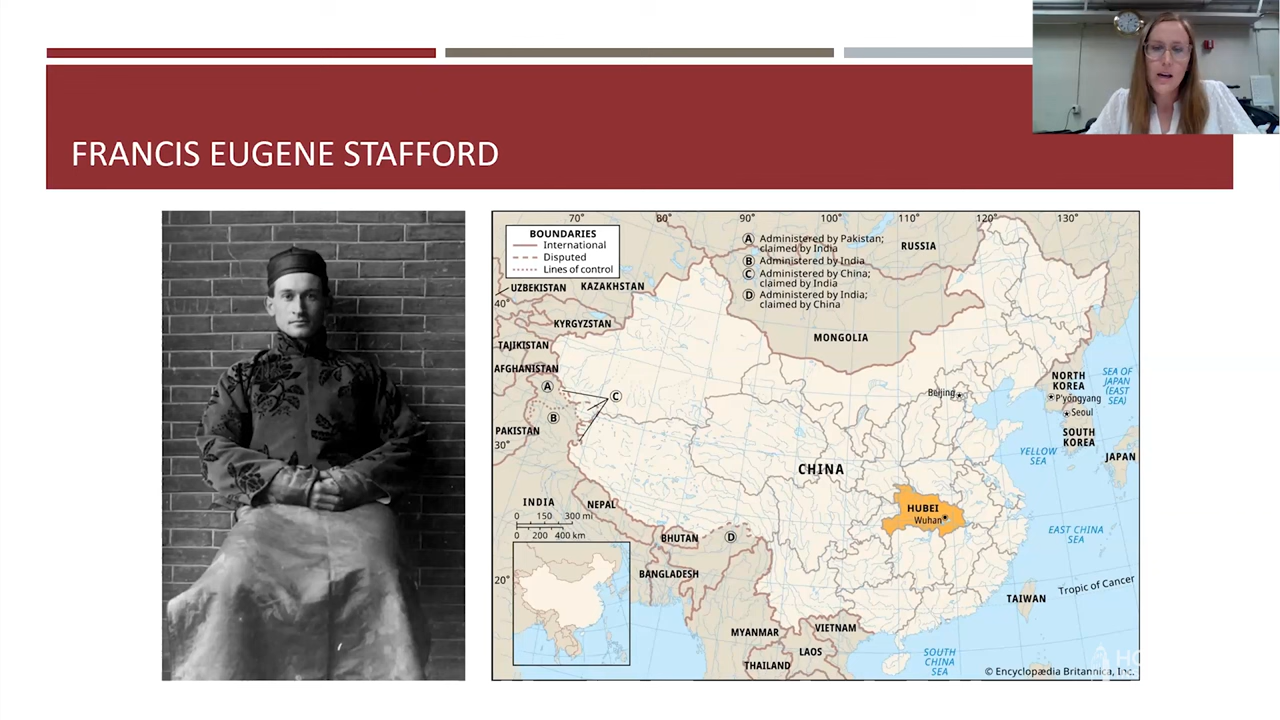 FRANCIS EUGENE STAFFORD
70°
80°
90°
100°
110°
120°
130°
BOUNDARIES
International
Disputed
Lines of control
A Administered by Pakistan;
claimed by India
B Administered by India
C Administered by China;
claimed by India
D Administered by India;
claimed by China
RUSSIA
UZBEKISTAN
KAZAKHSTAN
40°
KYRGYZSTAN
MONGOLIA
TAJIKISTAN
AFGHANISTAN
A
C
B
Beijing
NORTH
KOREA
P'yŏngyang
Seoul
SOUTH
KOREA
SEA OF
JAPAN
(EAST
SEA)
PAKISTAN
30°
YELLOW
SEA
JAPAN
CHINA
INDIA
NEPAL
HUBEI
Wuhan
0 150 300 mi
0 200 400 km
BHUTAN
D
EAST CHINA
SEA
BANGLADESH
20°
Tropic of Cancer
TAIWAN
MYANMAR
VIETNAM
LAOS
THAILAND
SOUTH
CHINA
SEA
© Encyclopædia Britannica, Inc.